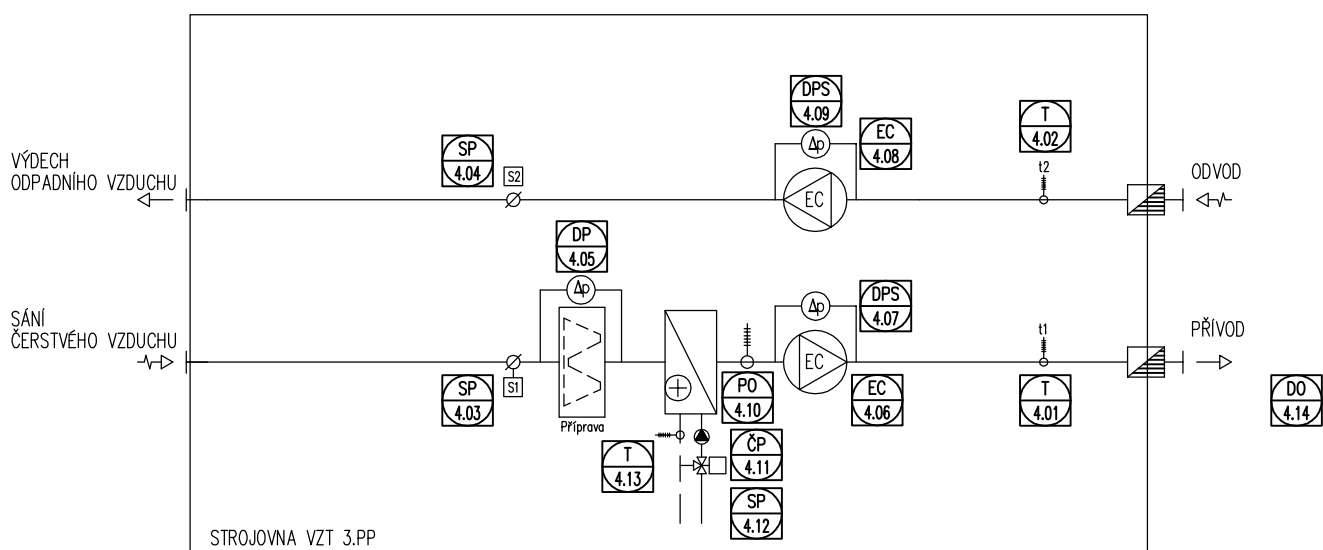 DPS
4.09
T
4.02
SP
4.04
EC
4.08
Δp
VÝDECH
ODPADNÍHO VZDUCHU
S2
t2
ODVOD
EC
DP
4.05
Δp
DPS
4.07
Δp
SÁNÍ
ČERSTVÉHO VZDUCHU
t1
PŘÍVOD
EC
SP
4.03
S1
PO
4.10
EC
4.06
T
4.01
DO
4.14
Příprava
T
4.13
ČP
4.11
SP
4.12
STROJOVNA VZT 3.PP